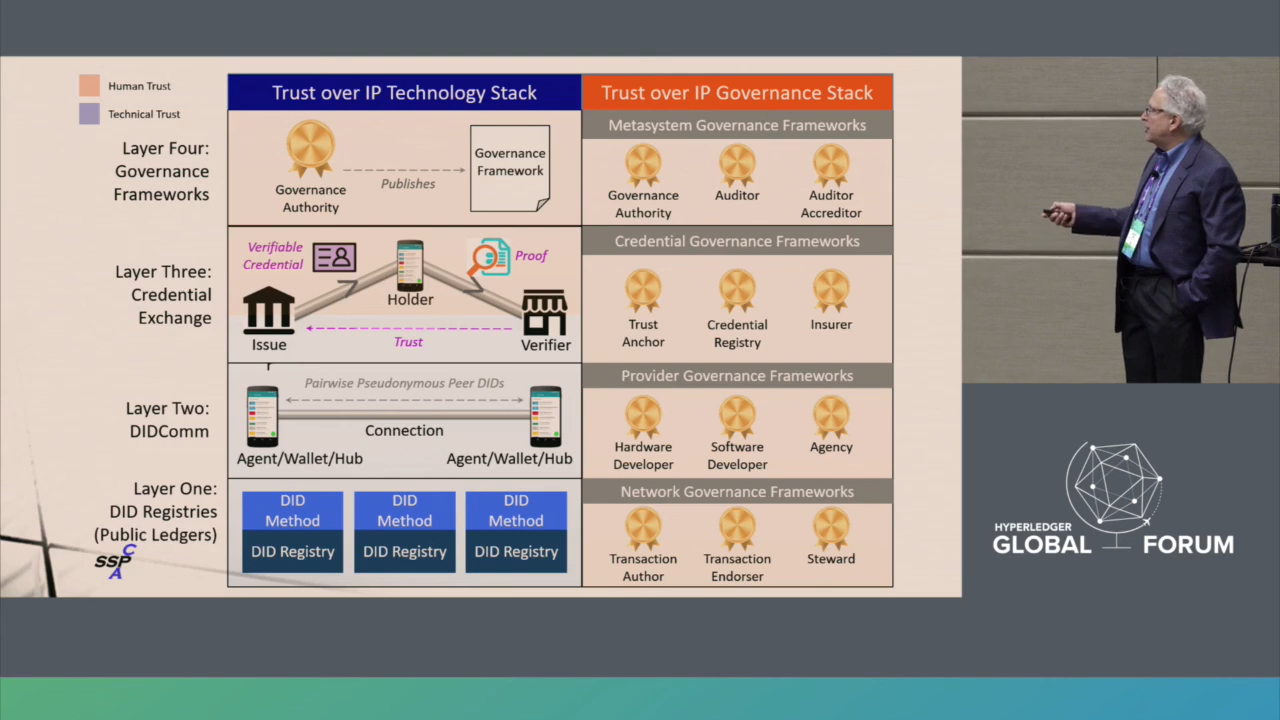 Human Trust
Technical Trust
Trust over IP Technology Stack
Trust over IP Governance Stack
Layer Four:
Governance
Frameworks
Governance
Authority
Publishes
Governance
Framework
Metasystem Governance Frameworks
Governance
Authority
Auditor
Auditor
Accreditor
Layer Three:
Credential
Exchange
Verifiable
Credential
Proof
Holder
Issue
r
Trust
Verifier
Credential Governance Frameworks
Trust
Anchor
Credential
Registry
Insurer
Layer Two:
DIDComm
Pairwise Pseudonymous Peer DIDs
Connection
Agent/Wallet/Hub
Agent/Wallet/Hub
Provider Governance Frameworks
Hardware
Developer
Software
Developer
Agency
Layer One:
DID Registries
(Public Ledgers)
DID
Method
DID Registry
DID
Method
DID Registry
DID
Method
DID Registry
Network Governance Frameworks
Transaction
Author
Transaction
Endorser
Steward
C
SSP
A
HYPERLEDGER
GLOBAL FORUM